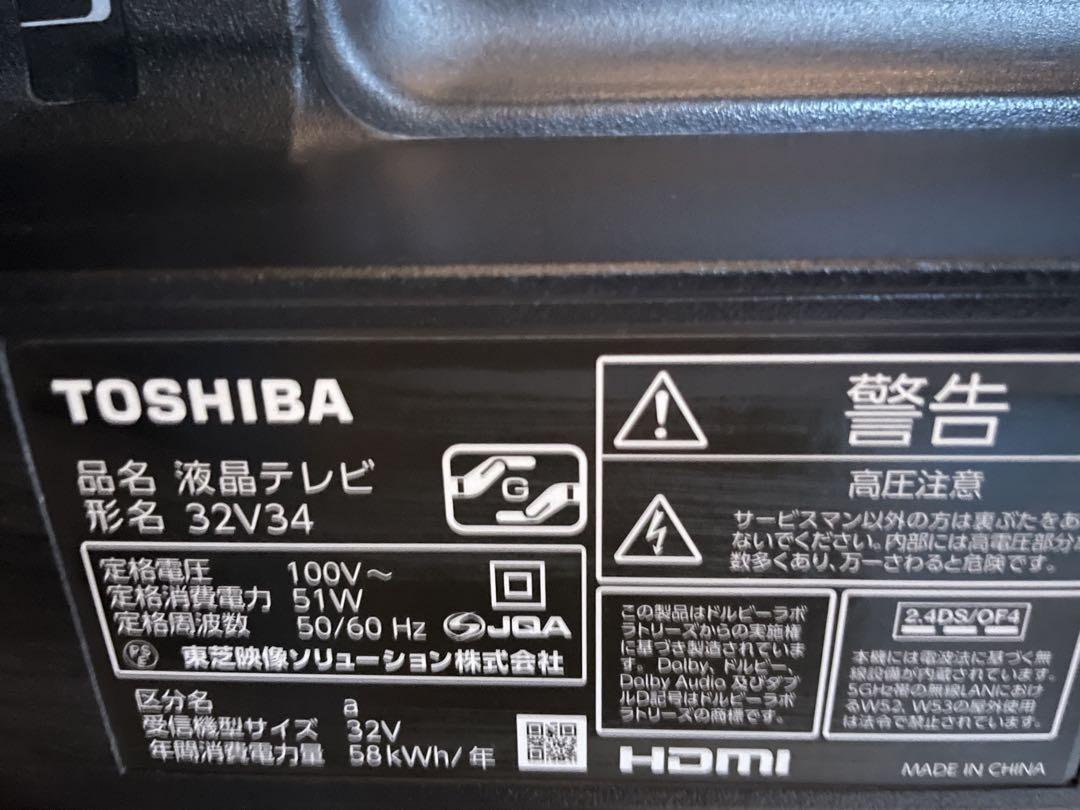 TOSHIBA
品名 液晶テレビ
形名 32V34
G
定格電圧 100V～
定格消費電力 51W
定格周波数 50/60 Hz
JQA
PS
E
東芝映像ソリューション株式会社
区分名 a
受信機型サイズ 32V
年間消費電力量 58kWh/年
警告
高圧注意
サービスマン以外の方は裏ぶたをあ
ないでください。内部には高電圧部分が
数多くあり、万一さわると危険です。
この製品はドルビーラボ
ラトリーズからの実施権
に基づき製造されていま
す。Dolby、ドルビー、
Dolby Audio 及びダブ
ルD記号はドルビーラボ
ラトリーズの商標です。
2.4DS/OF4
本機には電波法に基づく無
線設備が内蔵されています。
5GHz帯の無線LANにおけ
るW52, W53の屋外使用
は法令で禁止されています。
HDMI
MADE IN CHINA